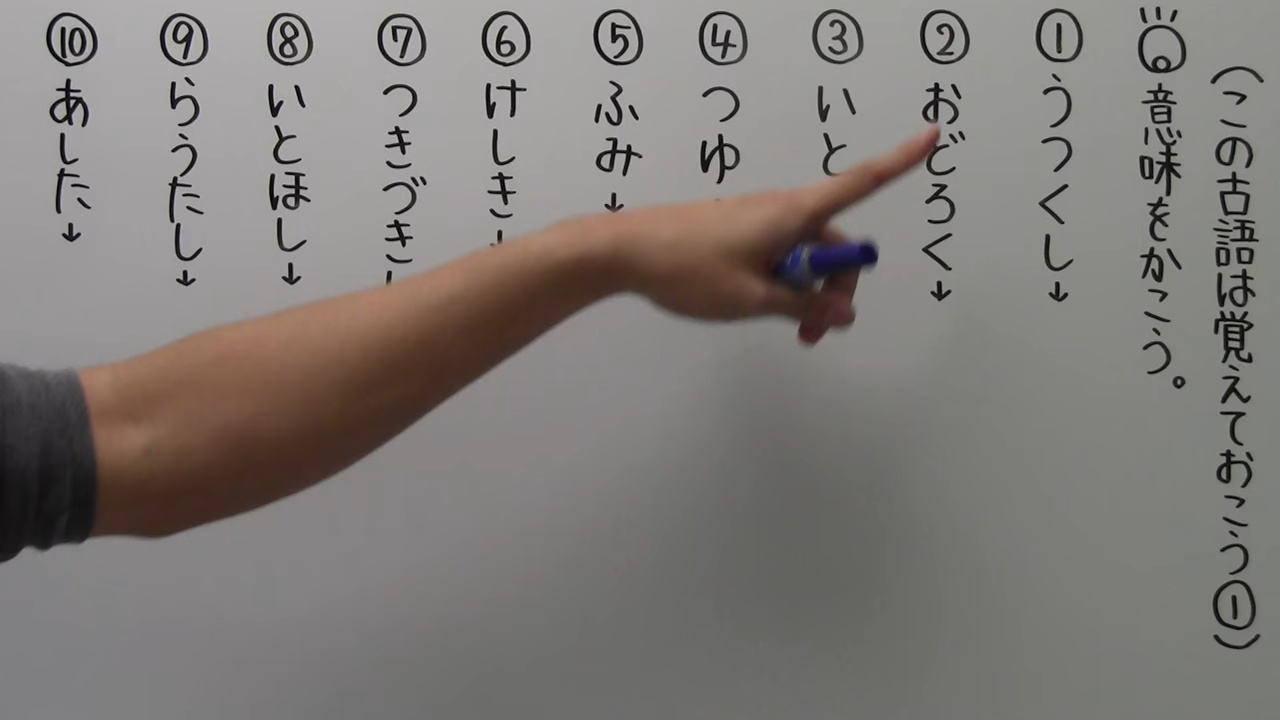 (この古語は覚えておこう①)
意味をかこう。
①うつくし→
②おどろく→
③いと
④つゆ
⑤ふみ→
⑥けしき
⑦つきづき
⑧いとほし→
⑨らうたし→
⑩あした→